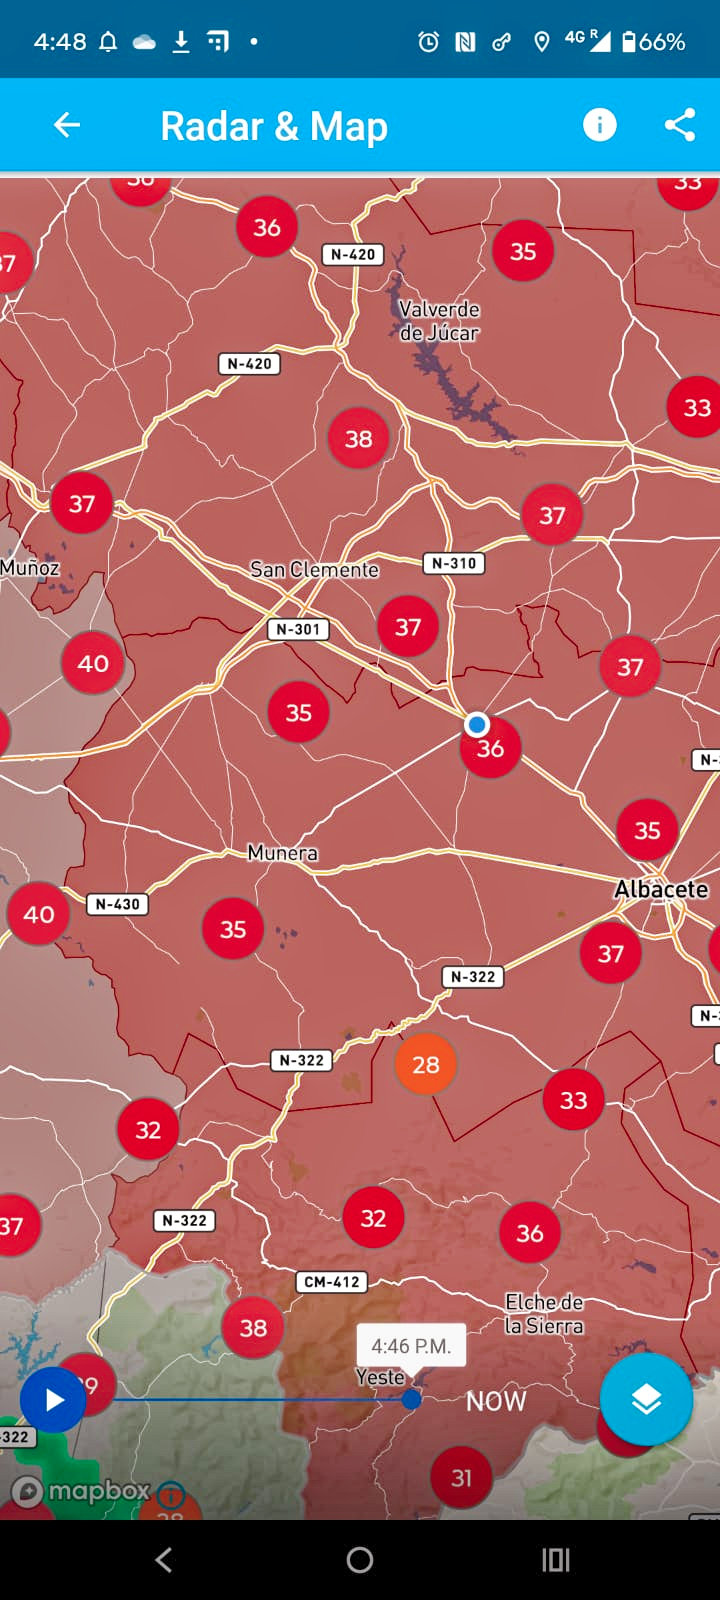 4:48
4G R
66%
Radar & Map
36
33
36
N-420
35
37
Valverde
de Júcar
N-420
33
38
37
37
Muñoz
San Clemente
N-310
37
N-301
40
37
35
36
N-
35
Munera
Albacete
N-430
40
35
37
N-322
N-
N-322
28
33
32
32
37
N-322
36
CM-412
Elche de
la Sierra
38
4:46 P.M.
Yeste
NOW
322
31
mapbox